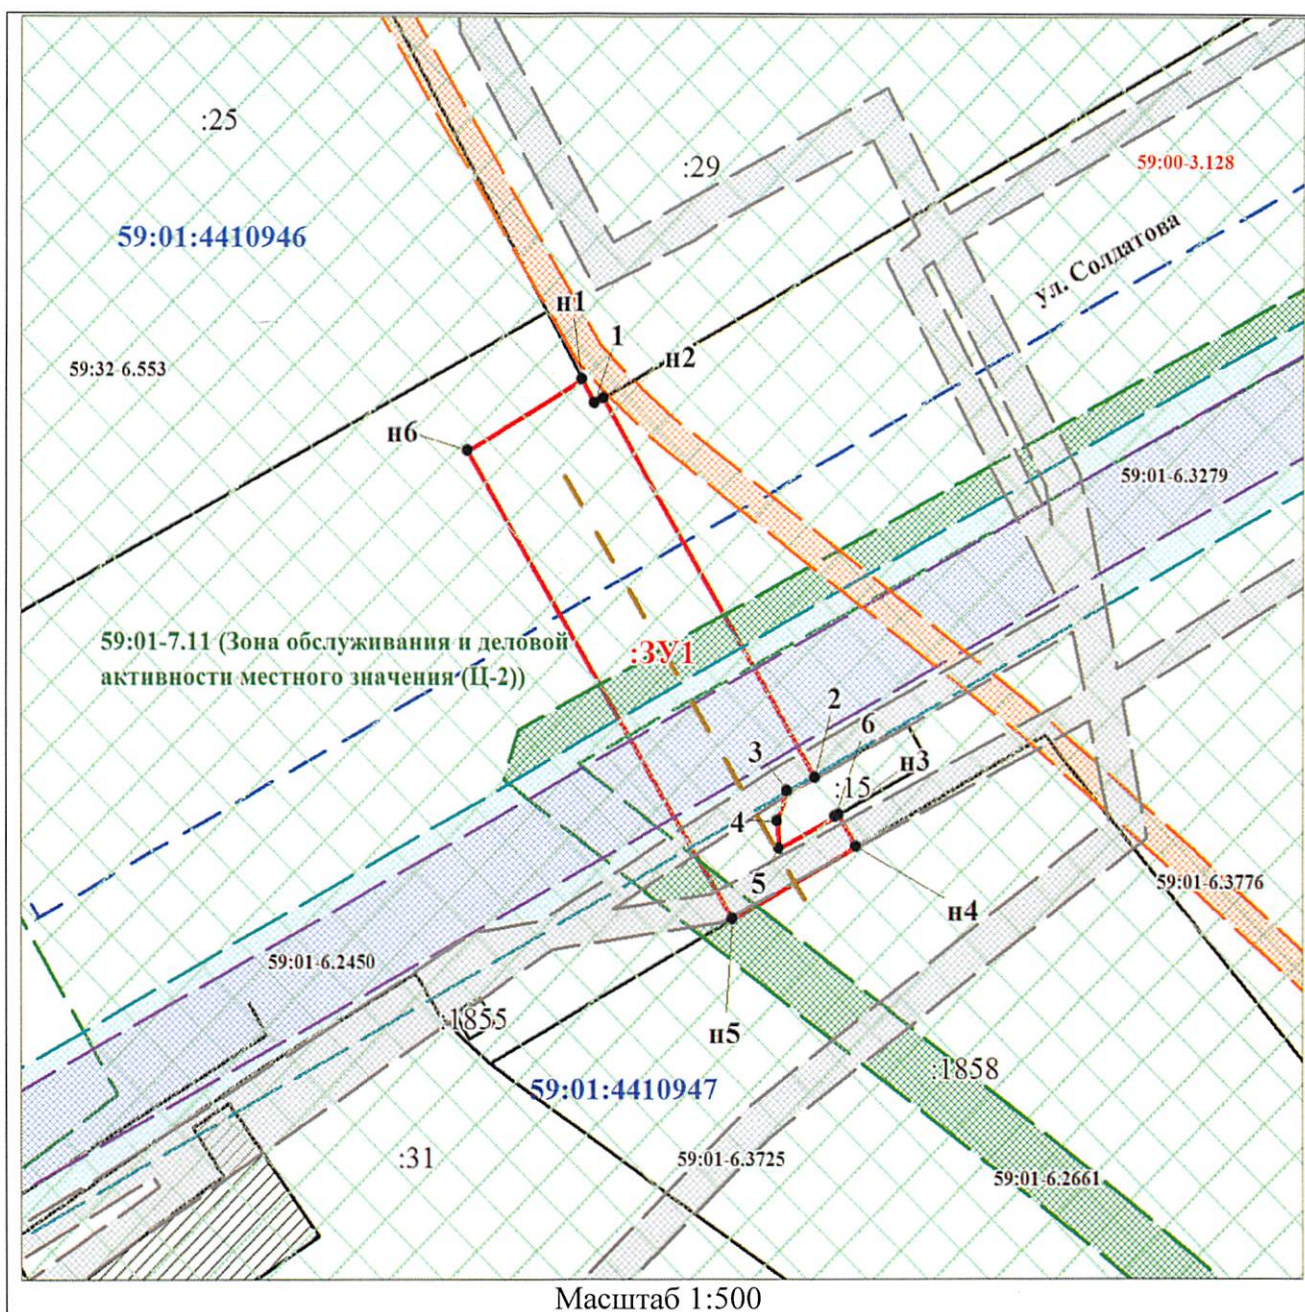 :25
:29
59:00-3.128
59:01:4410946
ул. Солдатова
н1
1
н2
59:32-6.553
н6
59:01-6.3279
59:01-7.11 (Зона обслуживания и деловой
активности местного значения (Ц-2))
:ЗУ1
2
6
3
н3
:15
4
5
59:01-6.3776
н4
59:01-6.2450
:1855
н5
:1858
59:01:4410947
:31
59:01-6.3725
59:01-6.2661
Масштаб 1:500